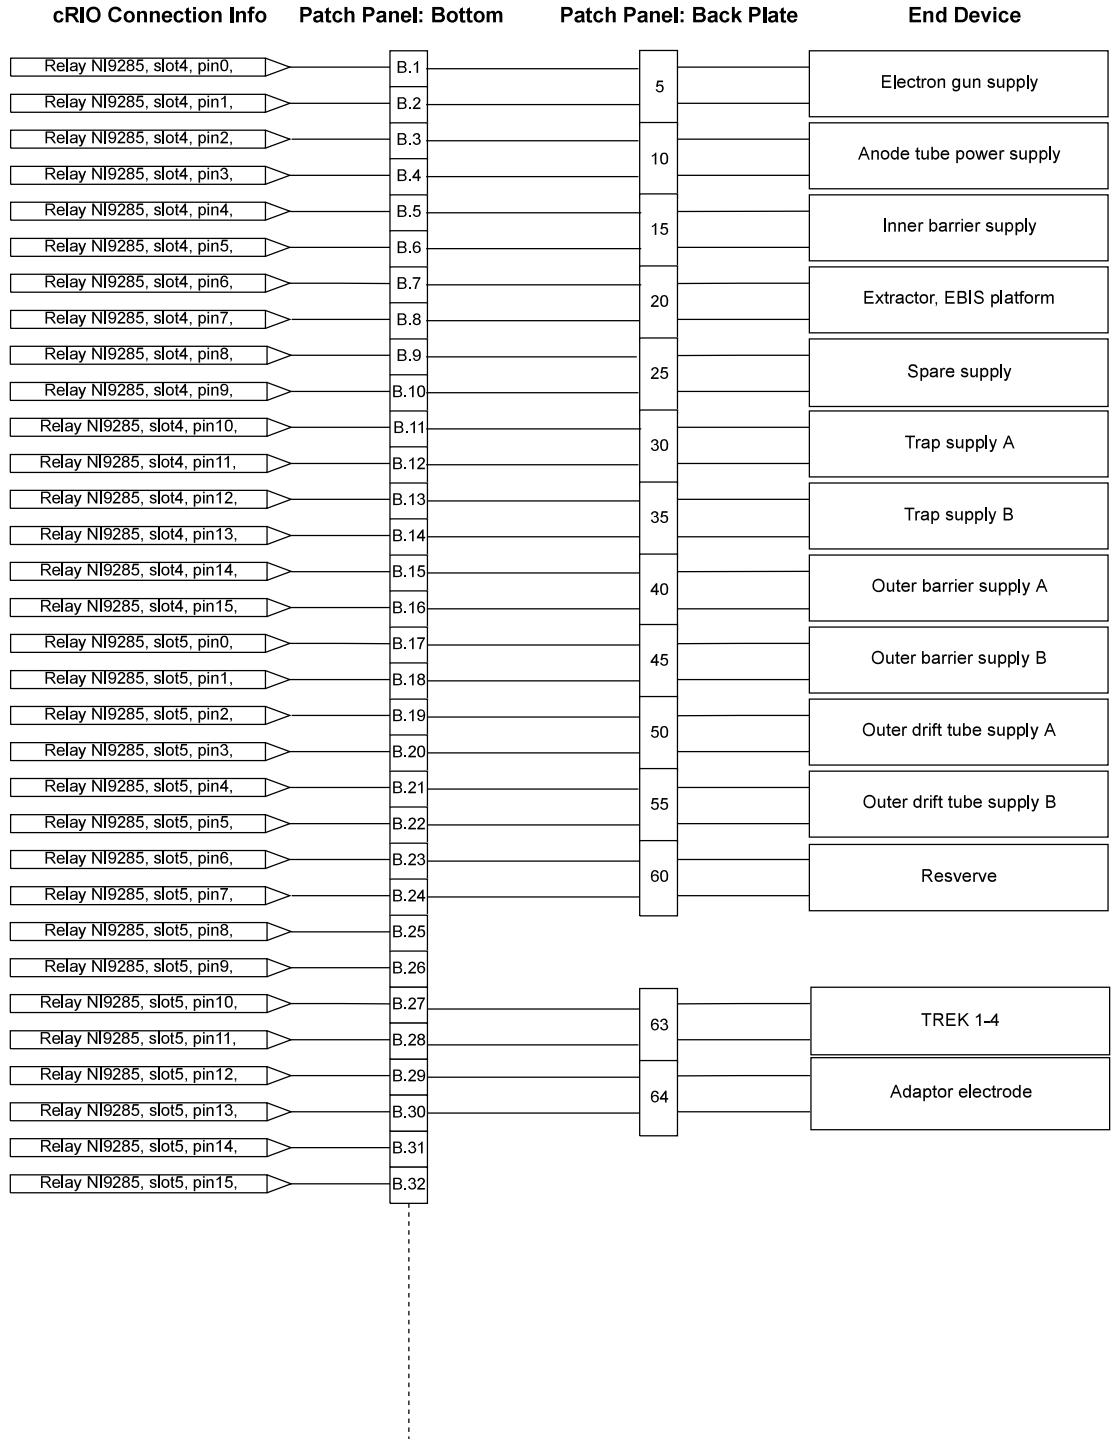 cRIO Connection Info Patch Panel: Bottom Patch Panel: Back Plate End Device
Relay NI9285, slot4, pin0, B.1
5 Electron gun supply
Relay NI9285, slot4, pin1, B.2
Relay NI9285, slot4, pin2, B.3
10 Anode tube power supply
Relay NI9285, slot4, pin3, B.4
Relay NI9285, slot4, pin4, B.5
15 Inner barrier supply
Relay NI9285, slot4, pin5, B.6
Relay NI9285, slot4, pin6, B.7
20 Extractor, EBIS platform
Relay NI9285, slot4, pin7, B.8
Relay NI9285, slot4, pin8, B.9
25 Spare supply
Relay NI9285, slot4, pin9, B.10
Relay NI9285, slot4, pin10, B.11
30 Trap supply A
Relay NI9285, slot4, pin11, B.12
Relay NI9285, slot4, pin12, B.13
35 Trap supply B
Relay NI9285, slot4, pin13, B.14
Relay NI9285, slot4, pin14, B.15
40 Outer barrier supply A
Relay NI9285, slot4, pin15, B.16
Relay NI9285, slot5, pin0, B.17
45 Outer barrier supply B
Relay NI9285, slot5, pin1, B.18
Relay NI9285, slot5, pin2, B.19
50 Outer drift tube supply A
Relay NI9285, slot5, pin3, B.20
Relay NI9285, slot5, pin4, B.21
55 Outer drift tube supply B
Relay NI9285, slot5, pin5, B.22
Relay NI9285, slot5, pin6, B.23
60 Resverve
Relay NI9285, slot5, pin7, B.24
Relay NI9285, slot5, pin8, B.25
Relay NI9285, slot5, pin9, B.26
Relay NI9285, slot5, pin10, B.27
63 TREK 1-4
Relay NI9285, slot5, pin11, B.28
Relay NI9285, slot5, pin12, B.29
64 Adaptor electrode
Relay NI9285, slot5, pin13, B.30
Relay NI9285, slot5, pin14, B.31
Relay NI9285, slot5, pin15, B.32